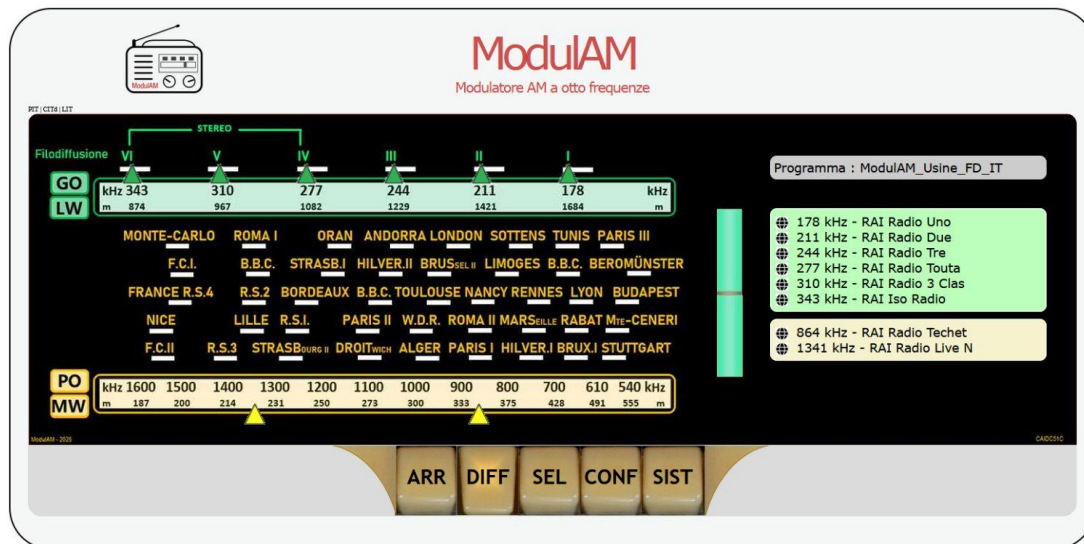 ModulAM
ModulAM
Modulatore AM a otto frequenze
PIT | CITd | LIT
STEREO
Filodiffusione VI V IV III II I
GO
kHz 343 310 277 244 211 178 kHz
LW
m 874 967 1082 1229 1421 1684 m
MONTE-CARLO ROMA I ORAN ANDORRA LONDON SOTTENS TUNIS PARIS III
F.C.I. B.B.C. STRASB.I HILVER.II BRUSSEL II LIMOGES B.B.C. BEROMÜNSTER
FRANCE R.S.4 R.S.2 BORDEAUX B.B.C. TOULOUSE NANCY RENNES LYON BUDAPEST
NICE LILLE R.S.I. PARIS II W.D.R. ROMA II MARSEILLE RABAT MTE-CENERI
F.C.II R.S.3 STRASBOURG II DROITWICH ALGER PARIS I HILVER.I BRUX.I STUTTGART
PO
kHz 1600 1500 1400 1300 1200 1100 1000 900 800 700 610 540 kHz
MW
m 187 200 214 231 250 273 300 333 375 428 491 555 m
ModulAM - 2025
Programma : ModulAM_Usine_FD_IT
178 kHz - RAI Radio Uno
211 kHz - RAI Radio Due
244 kHz - RAI Radio Tre
277 kHz - RAI Radio Touta
310 kHz - RAI Radio 3 Clas
343 kHz - RAI Iso Radio
864 kHz - RAI Radio Techet
1341 kHz - RAI Radio Live N
CAIDC51C
ARR DIFF SEL CONF SIST